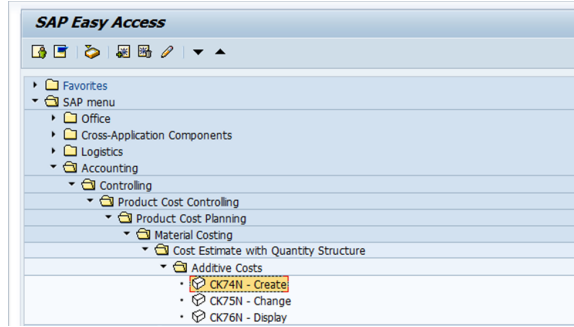 SAP Easy Access
Favorites
SAP menu
Office
Cross-Application Components
Logistics
Accounting
Controlling
Product Cost Controlling
Product Cost Planning
Material Costing
Cost Estimate with Quantity Structure
Additive Costs
CK74N - Create
CK75N - Change
CK76N - Display